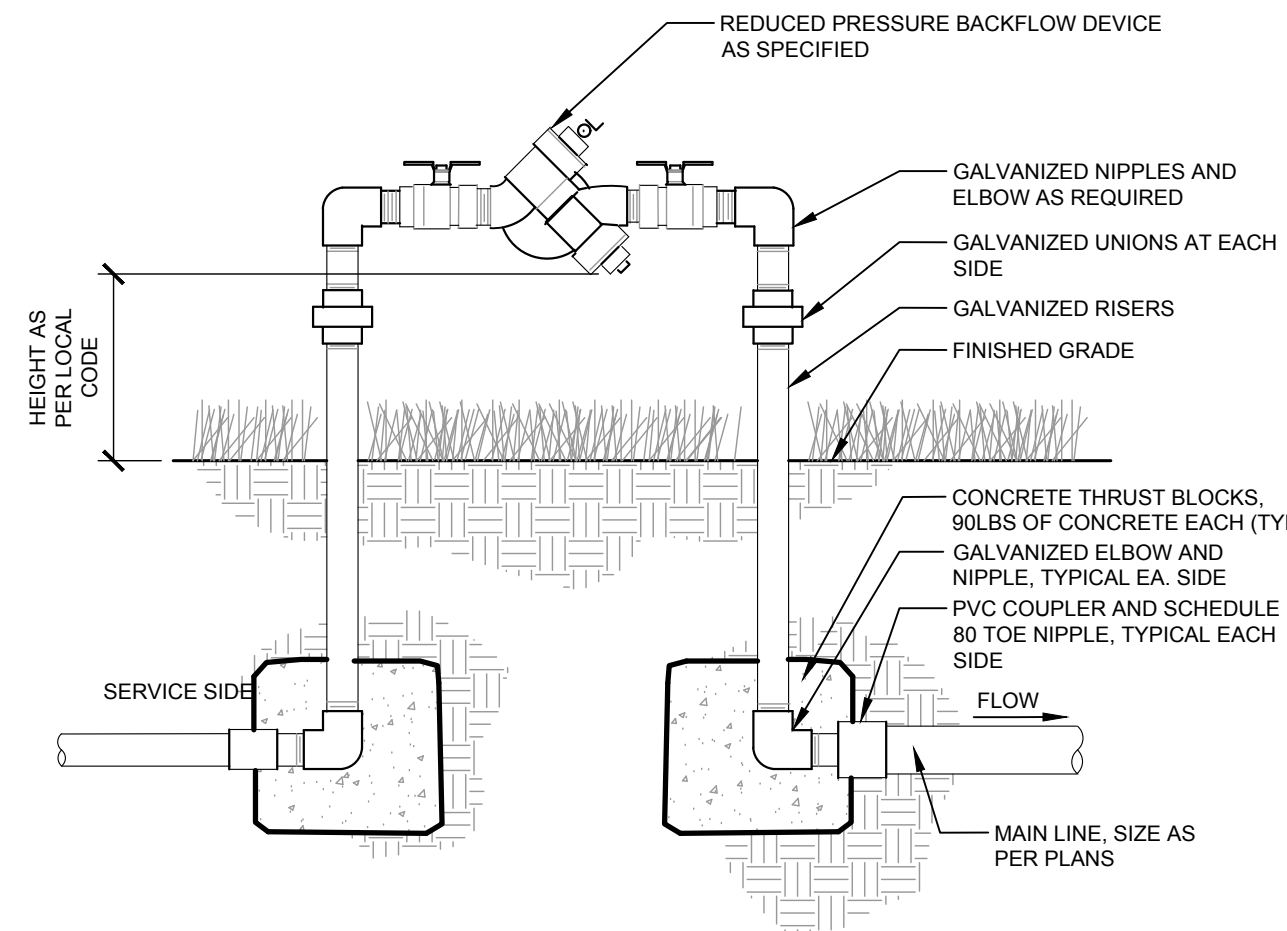 REDUCED PRESSURE BACKFLOW DEVICE
AS SPECIFIED
GALVANIZED NIPPLES AND
ELBOW AS REQUIRED
GALVANIZED UNIONS AT EACH
SIDE
GALVANIZED RISERS
FINISHED GRADE
HEIGHT AS
PER LOCAL
CODE
CONCRETE THRUST BLOCKS,
90LBS OF CONCRETE EACH (TY
GALVANIZED ELBOW AND
NIPPLE, TYPICAL EA. SIDE
PVC COUPLER AND SCHEDULE
80 TOE NIPPLE, TYPICAL EACH
SIDE
SERVICE SIDE
FLOW
MAIN LINE, SIZE AS
PER PLANS